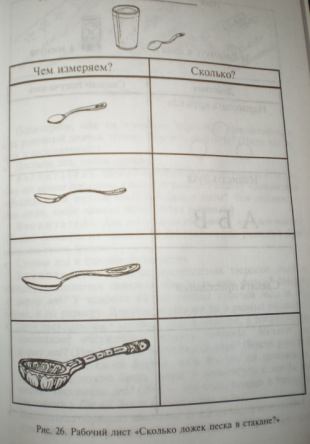 Чем измеряем? Сколько?
А Б В
Рис. 26. Рабочий лист «Сколько ложек песка в стакане?»